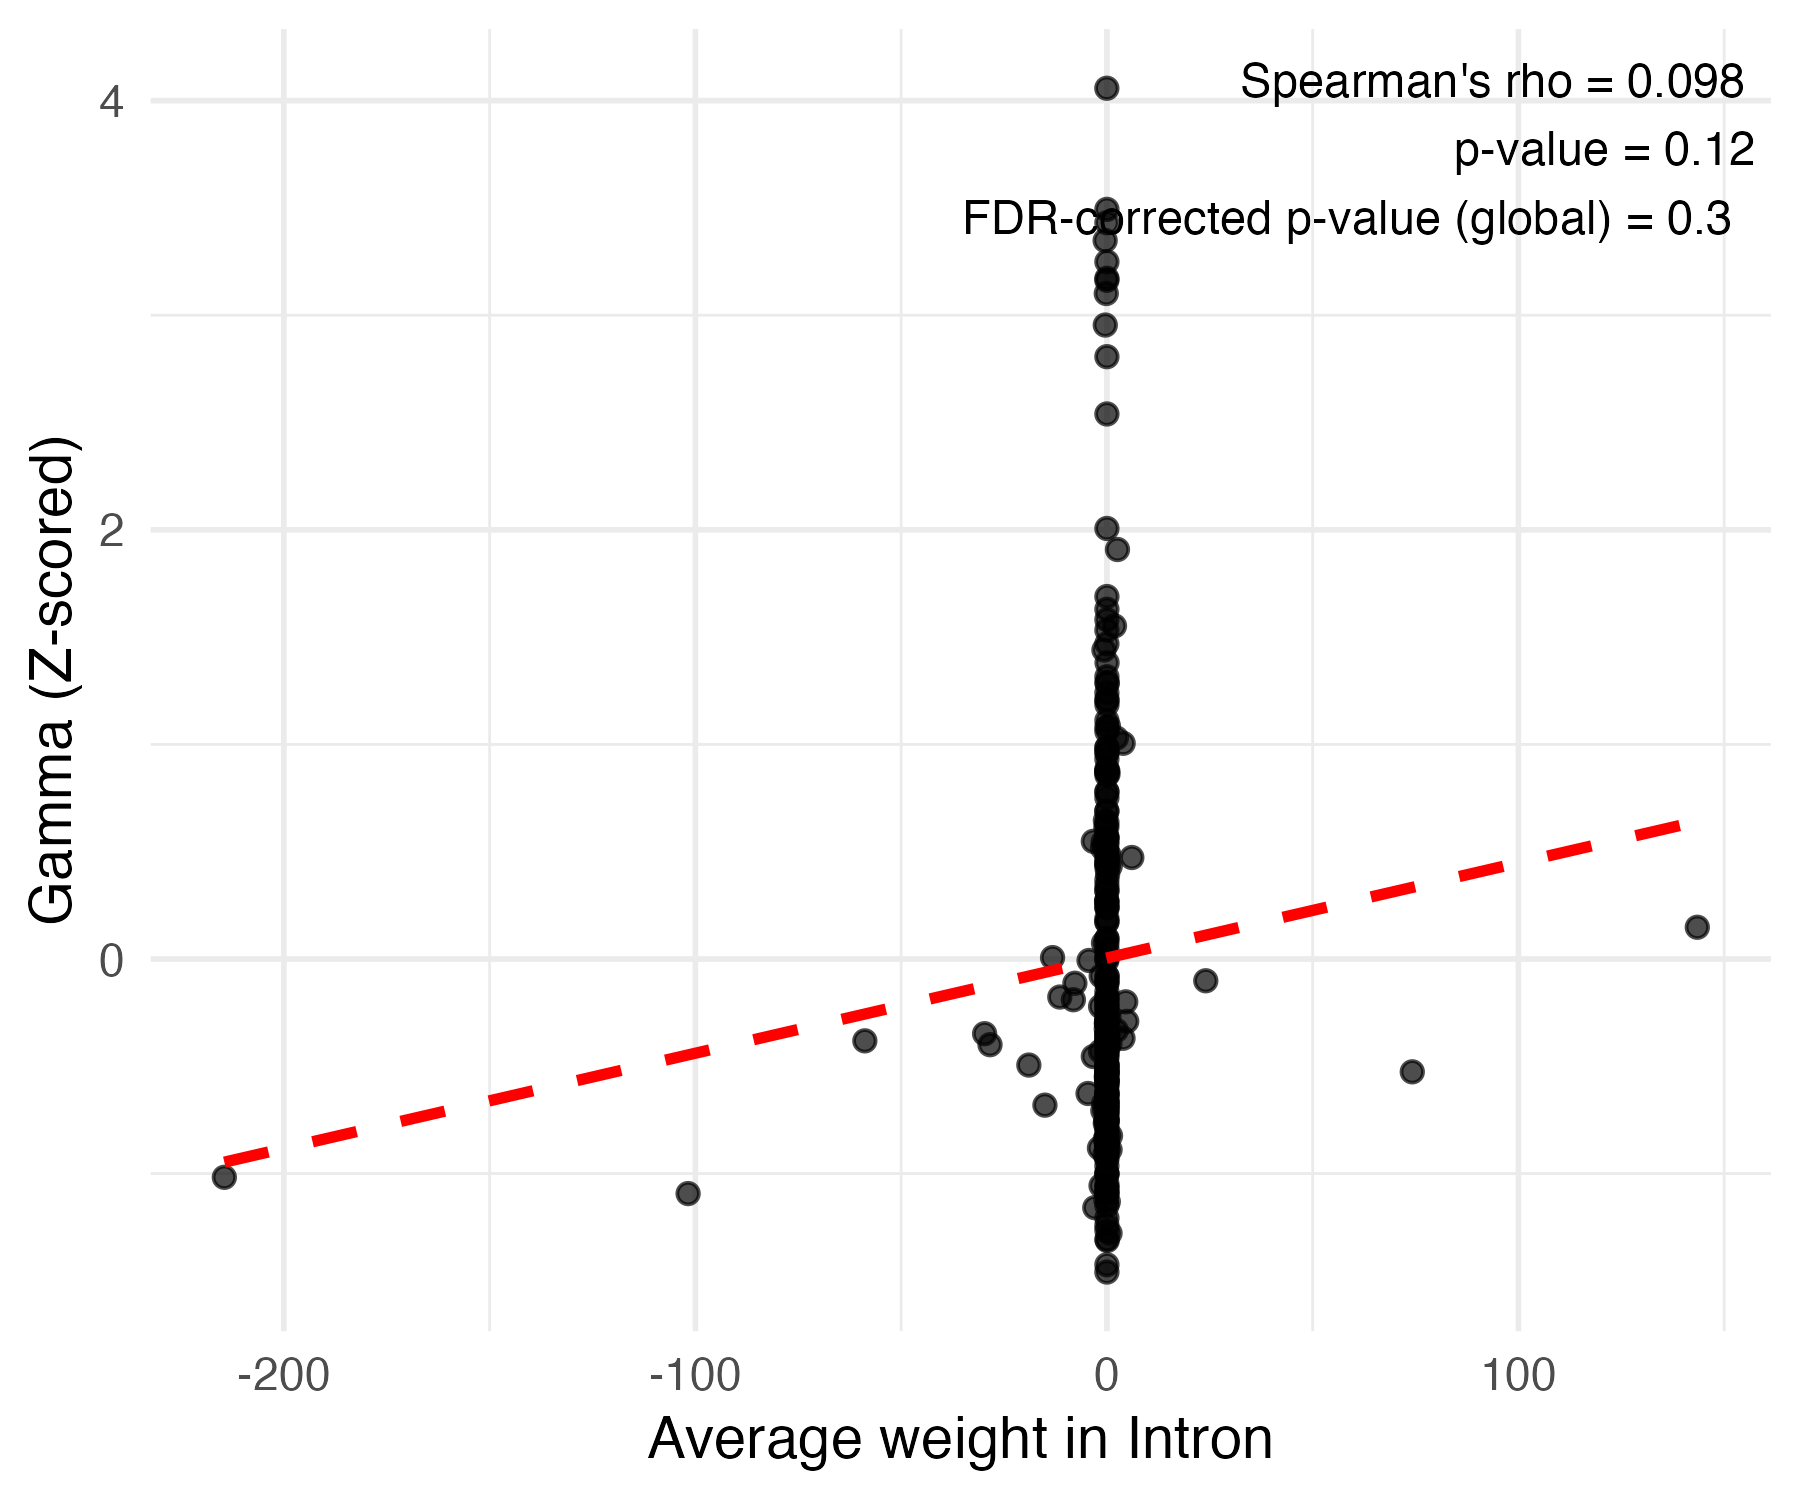 Spearman's rho = 0.098
p-value = 0.12
FDR-corrected p-value (global) = 0.3
4
2
0
Gamma (Z-scored)
-200
-100
0
100
Average weight in Intron